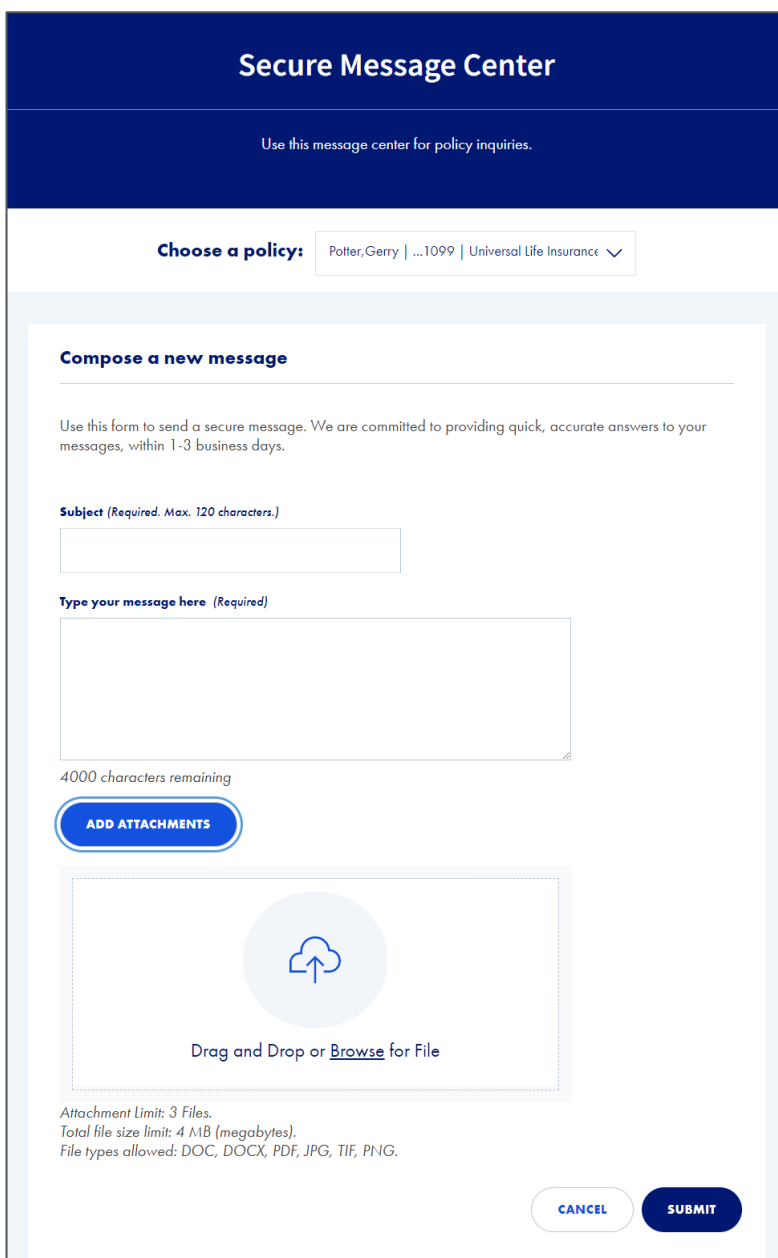 Secure Message Center
Use this message center for policy inquiries.
Choose a policy: Potter,Gerry | ...1099 | Universal Life Insurance
Compose a new message
Use this form to send a secure message. We are committed to providing quick, accurate answers to your
messages, within 1-3 business days.
Subject (Required. Max. 120 characters.)
Type your message here (Required)
4000 characters remaining
ADD ATTACHMENTS
Drag and Drop or Browse for File
Attachment Limit: 3 Files.
Total file size limit: 4 MB (megabytes).
File types allowed: DOC, DOCX, PDF, JPG, TIF, PNG.
CANCEL SUBMIT